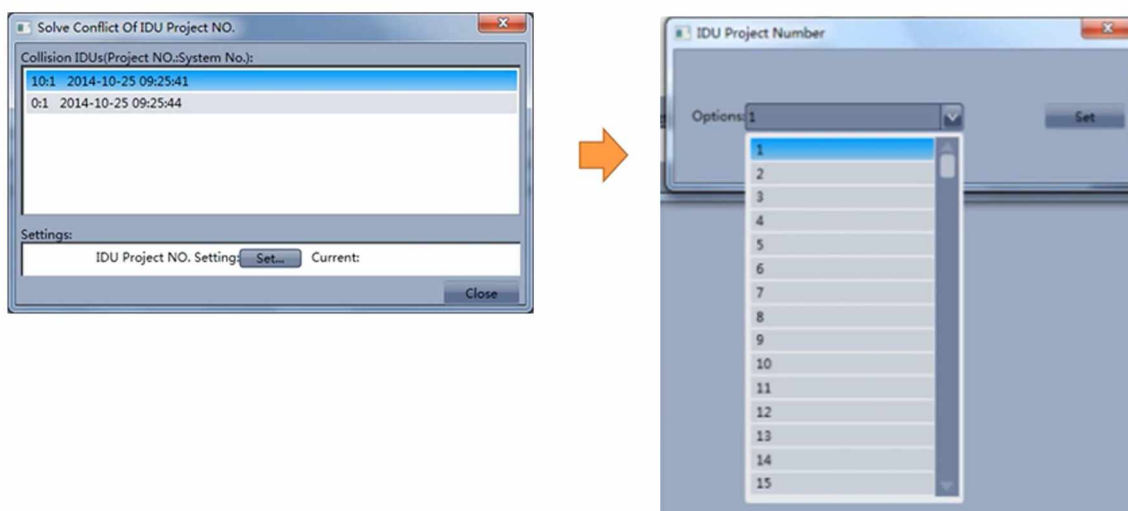 Solve Conflict Of IDU Project NO.
Collision IDUs(Project NO.:System No.):
10:1 2014-10-25 09:25:41
0:1 2014-10-25 09:25:44
Settings:
IDU Project NO. Setting: Set... Current:
Close
IDU Project Number
Options: 1
Set
1
2
3
4
5
6
7
8
9
10
11
12
13
14
15